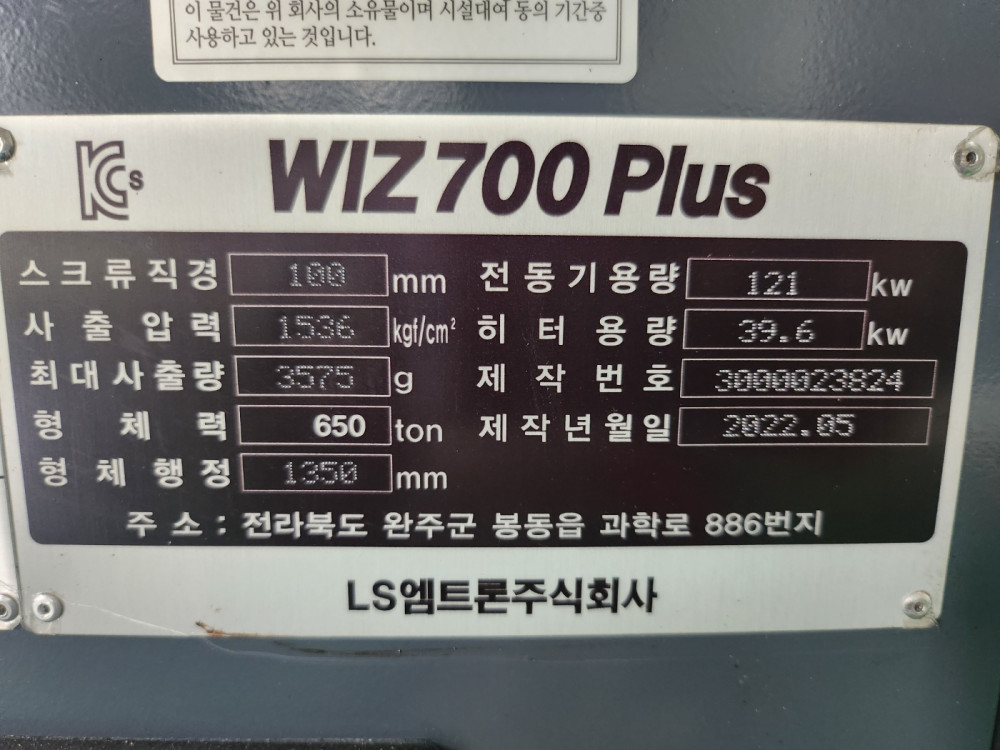 이 물건은 위 회사의 소유물이며 시설대여 동의 기간중
사용하고 있는 것입니다.
KCs WIZ 700 Plus
스크류직경 100 mm 전동기용량 121 kw
사출압력 1536 kgf/cm² 히터용량 39.6 kw
최대사출량 3575 g 제작번호 3000023824
형체력 650 ton 제작년월일 2022.05
형체행정 1350 mm
주소 : 전라북도 완주군 봉동읍 과학로 886번지
LS엠트론주식회사